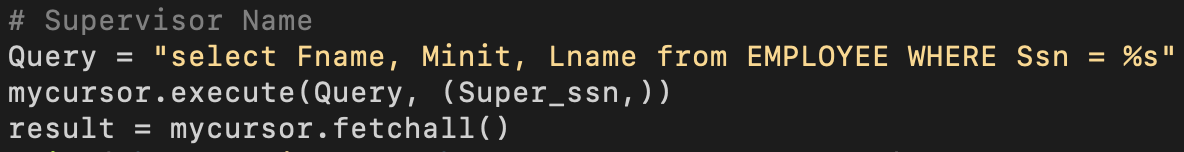 # Supervisor Name
Query = "select Fname, Minit, Lname from EMPLOYEE WHERE Ssn = %s"
mycursor.execute(Query, (Super_ssn,))
result = mycursor.fetchall()